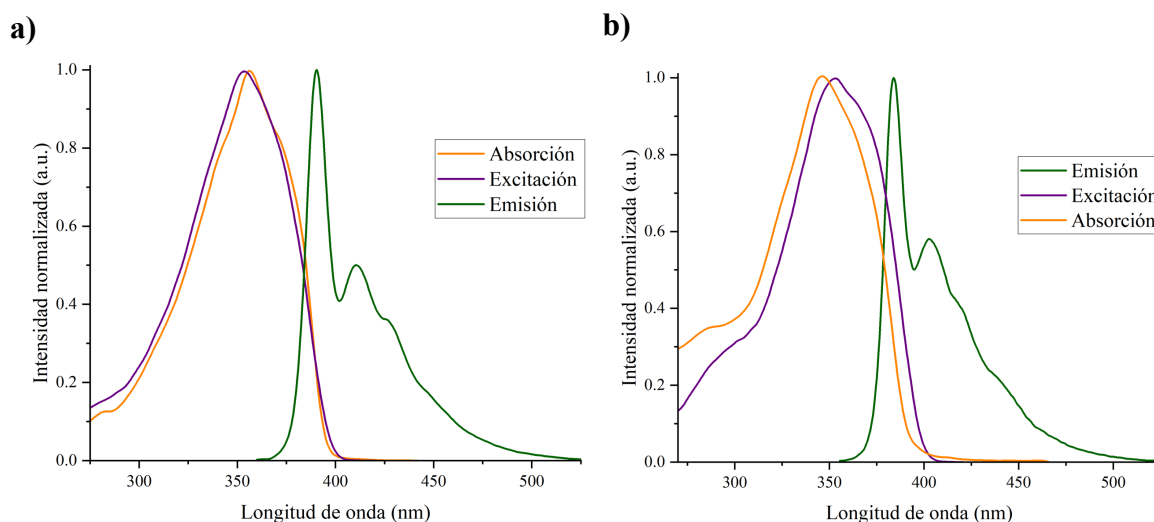 a)
Intensidad normalizada (a.u.)
1.0
0.8
0.6
0.4
0.2
0.0
300
350
400
450
500
Longitud de onda (nm)
Absorción
Excitación
Emisión
b)
Intensidad normalizada (a.u.)
1.0
0.8
0.6
0.4
0.2
0.0
300
350
400
450
500
Longitud de onda (nm)
Emisión
Excitación
Absorción